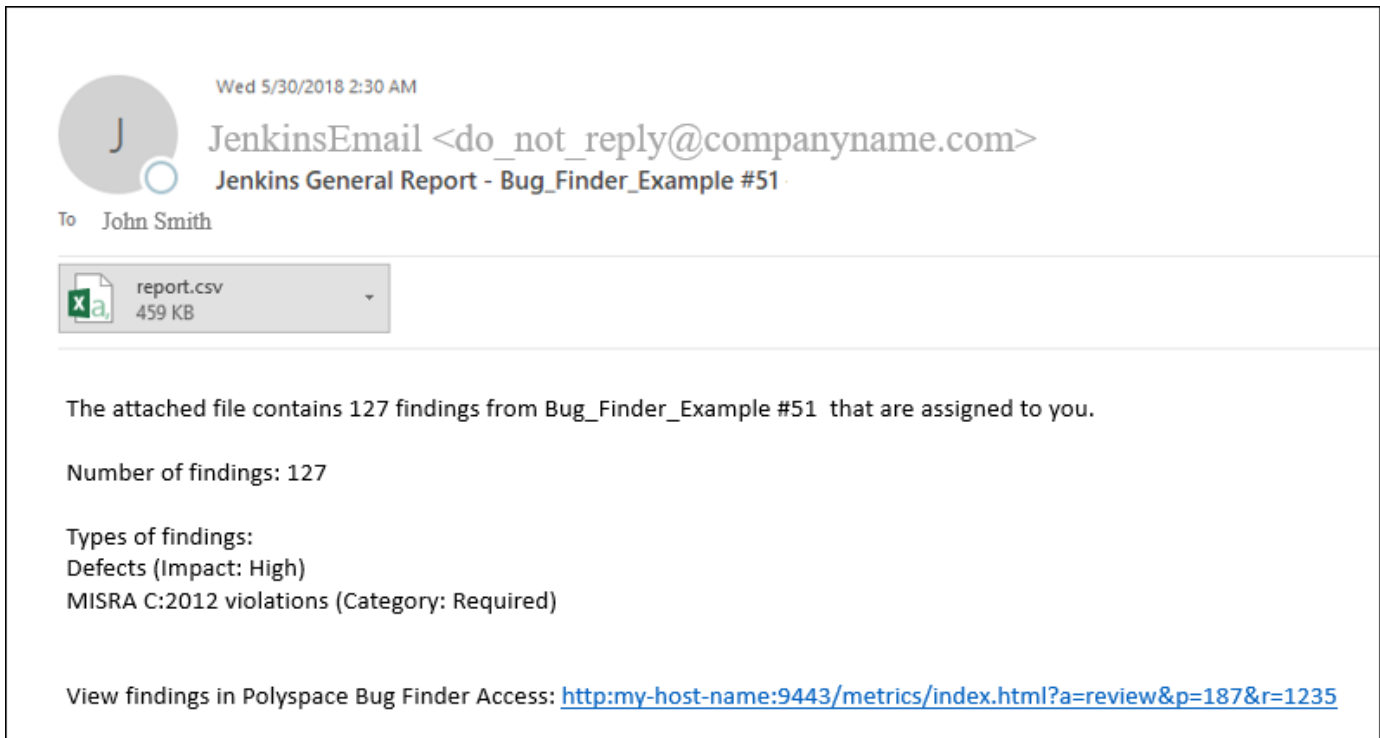 Wed 5/30/2018 2:30 AM
J
JenkinsEmail <do_not_reply@companyname.com>
Jenkins General Report - Bug_Finder_Example #51
To John Smith
report.csv
459 KB
The attached file contains 127 findings from Bug_Finder_Example #51 that are assigned to you.
Number of findings: 127
Types of findings:
Defects (Impact: High)
MISRA C:2012 violations (Category: Required)
View findings in Polyspace Bug Finder Access: http:my-host-name:9443/metrics/index.html?a=review&p=187&r=1235